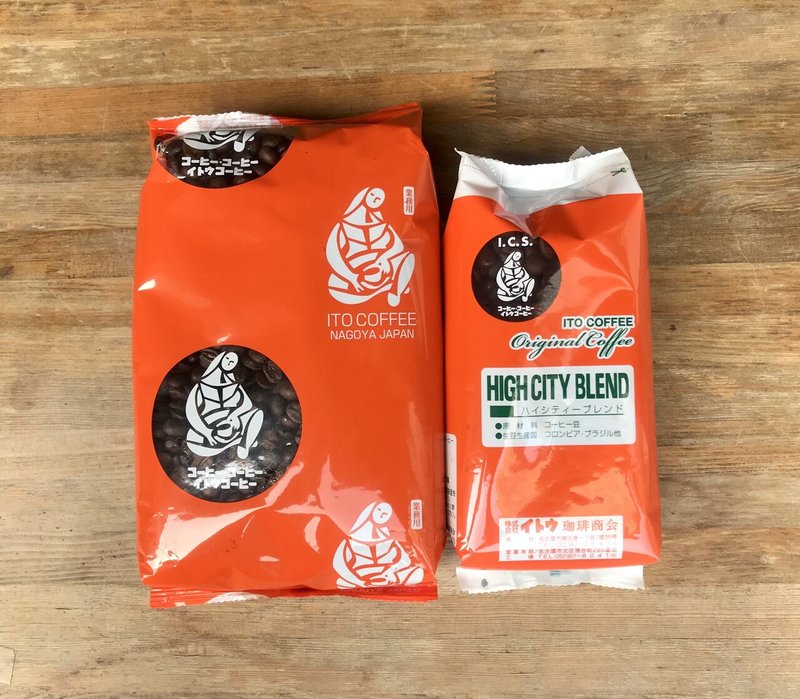 コーヒー・コーヒー
イトウコーヒー
業務用
ITO COFFEE
NAGOYA JAPAN
コーヒー・コーヒー
イトウコーヒー
業務用
I.C.S.
コーヒー・コーヒー
イトウコーヒー
ITO COFFEE
Original Coffee
HIGH CITY BLEND
ハイシティーブレンド
●原材料 コーヒー豆
●生豆生産国 コロンビア・ブラジル他
株式会社イトウ珈琲商会